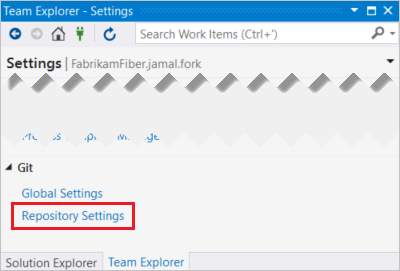 Team Explorer - Settings
Search Work Items (Ctrl+')
Settings | FabrikamFiber.jamal.fork
Git
Global Settings
Repository Settings
Solution Explorer Team Explorer